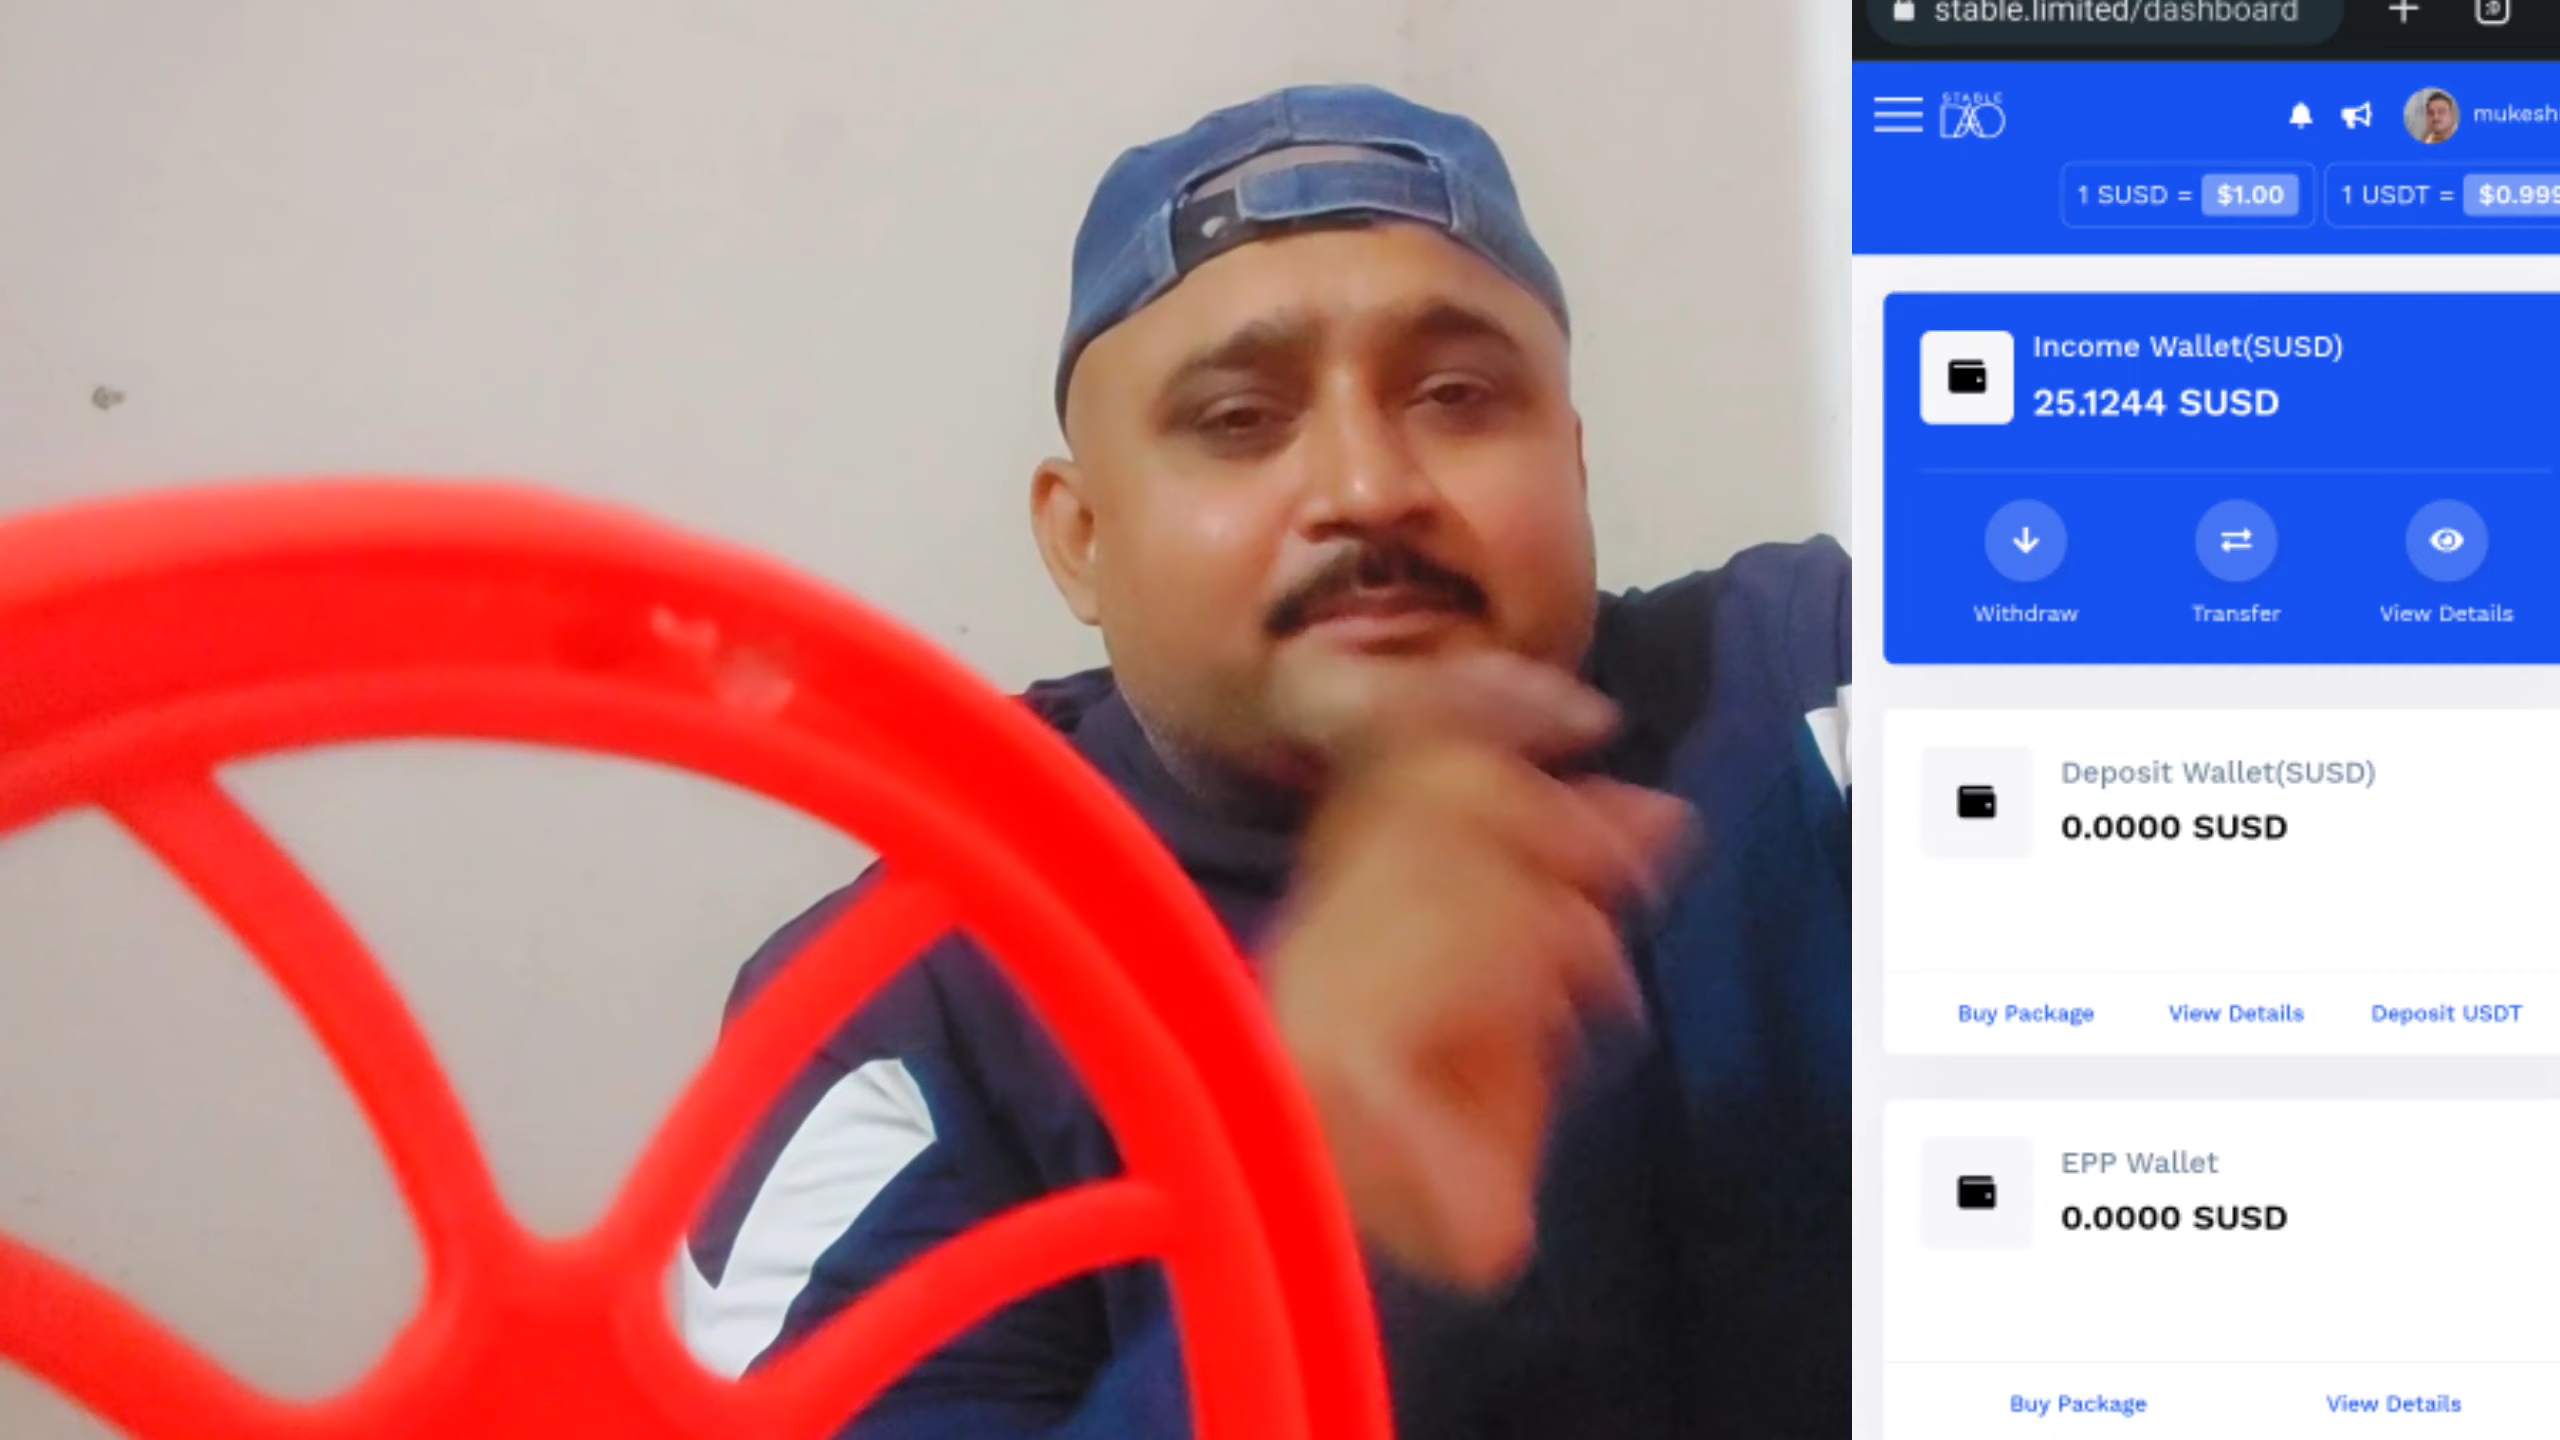 stable.limited/dashboard
STABLE
DAO
mukesh
1 SUSD = $1.00
1 USDT = $0.999
Income Wallet(SUSD)
25.1244 SUSD
Withdraw
Transfer
View Details
Deposit Wallet(SUSD)
0.0000 SUSD
Buy Package
View Details
Deposit USDT
EPP Wallet
0.0000 SUSD
Buy Package
View Details